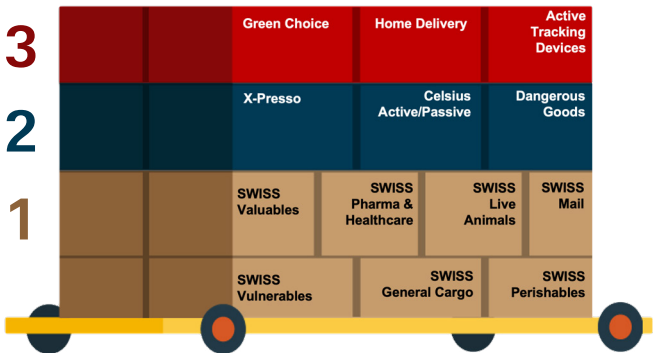 3
Green Choice
Home Delivery
Active
Tracking
Devices
2
X-Presso
Celsius
Active/Passive
Dangerous
Goods
1
SWISS
Valuables
SWISS
Pharma &
Healthcare
SWISS
Live
Animals
SWISS
Mail
SWISS
Vulnerables
SWISS
General Cargo
SWISS
Perishables